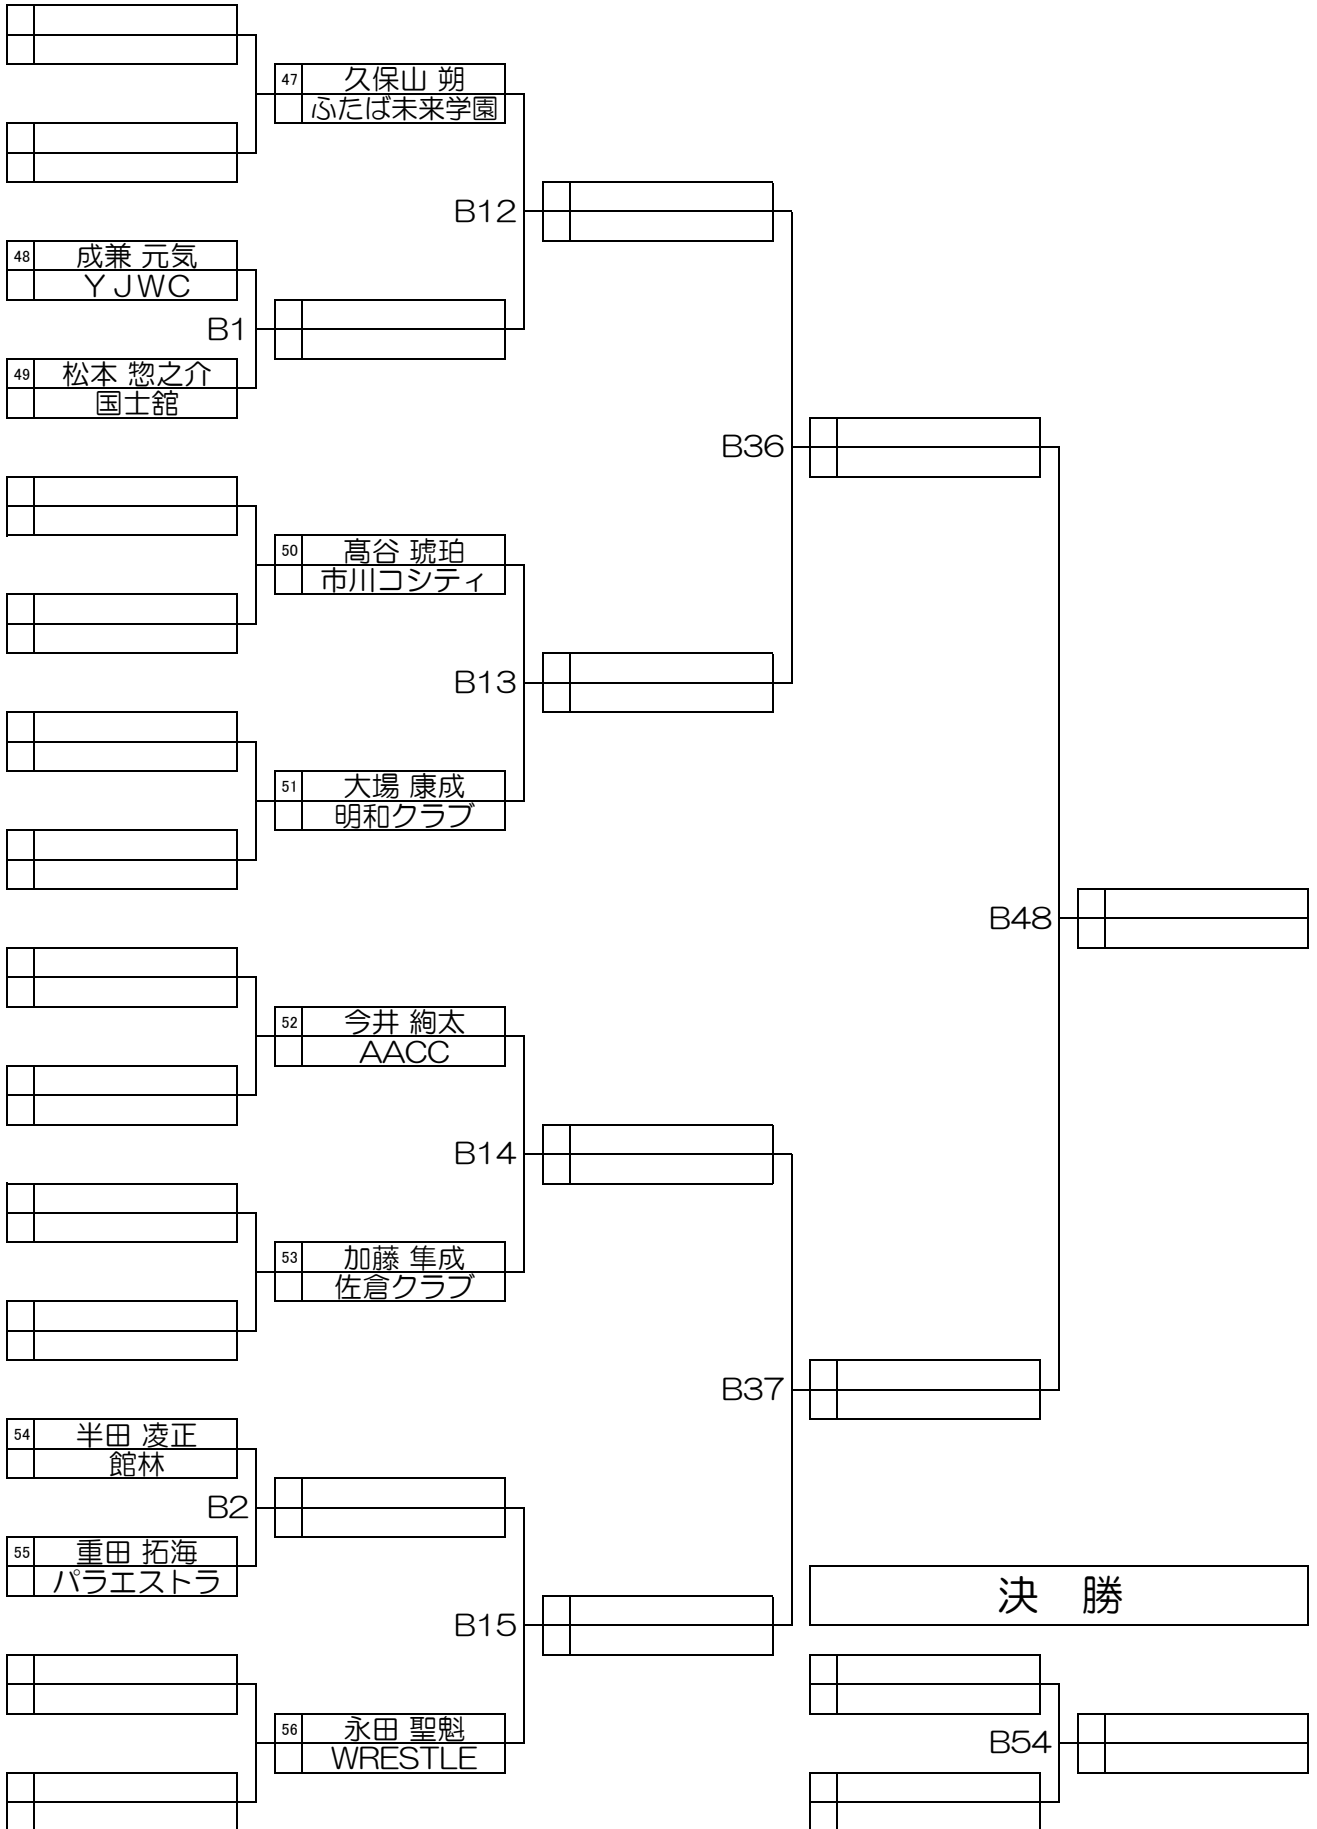 47 久保山 朔
ふたば未来学園
B12
48 成兼 元気
ＹＪＷＣ
B1
49 松本 惣之介
国士舘
B36
50 髙谷 琥珀
市川コシティ
B13
51 大場 康成
明和クラブ
B48
52 今井 絢太
AACC
B14
53 加藤 隼成
佐倉クラブ
B37
54 半田 凌正
館林
B2
55 重田 拓海
パラエストラ
決　勝
B15
56 永田 聖魁
WRESTLE
B54